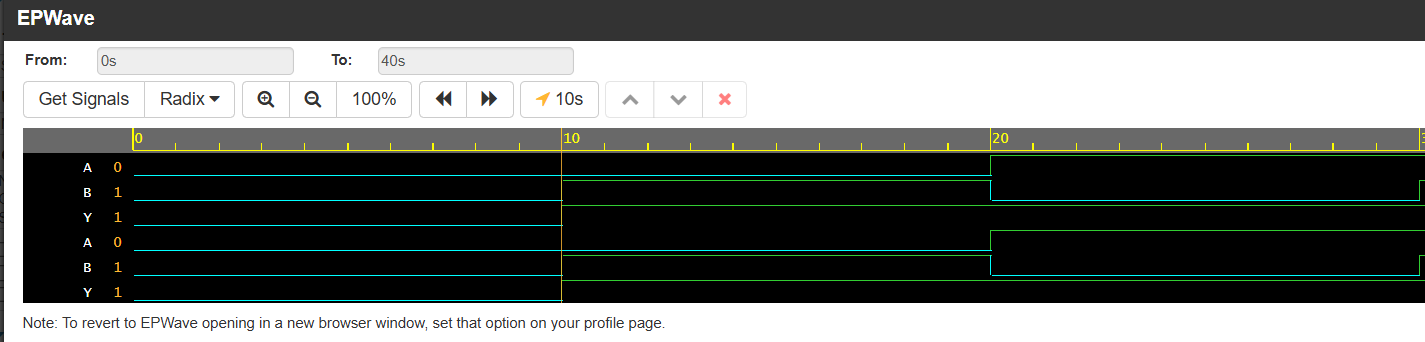 EPWave
From: 0s To: 40s
Get Signals Radix 100% 10s
0 10 20
A 0
B 1
Y 1
A 0
B 1
Y 1
Note: To revert to EPWave opening in a new browser window, set that option on your profile page.